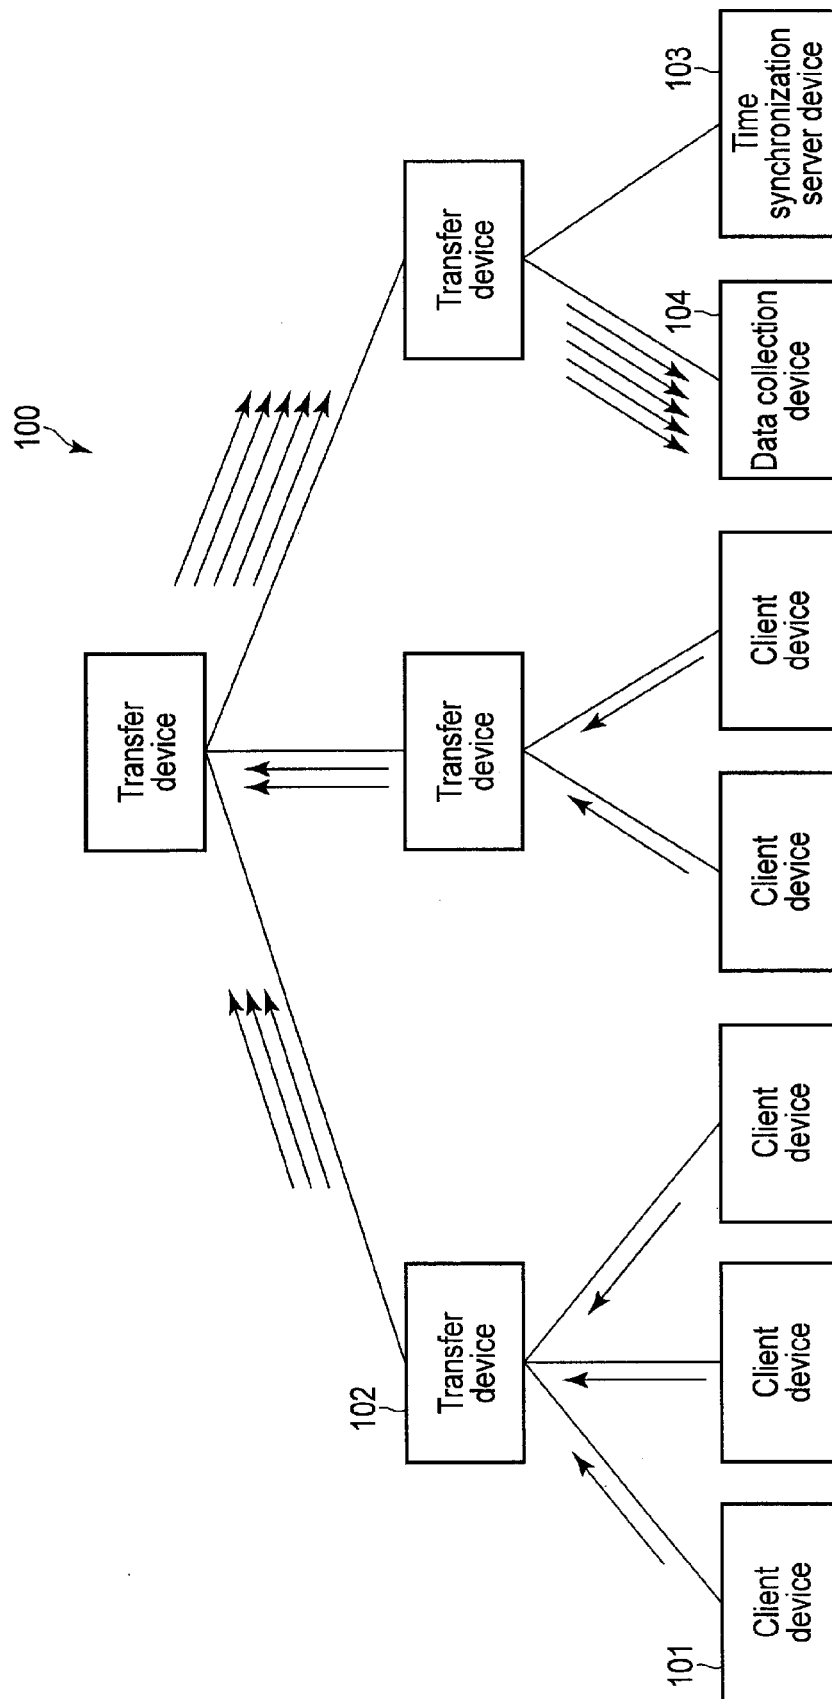 100
Transfer
device
102
Transfer
device
Transfer
device
Transfer
device
101
Client
device
Client
device
Client
device
Client
device
Client
device
104
Data collection
device
103
Time
synchronization
server device